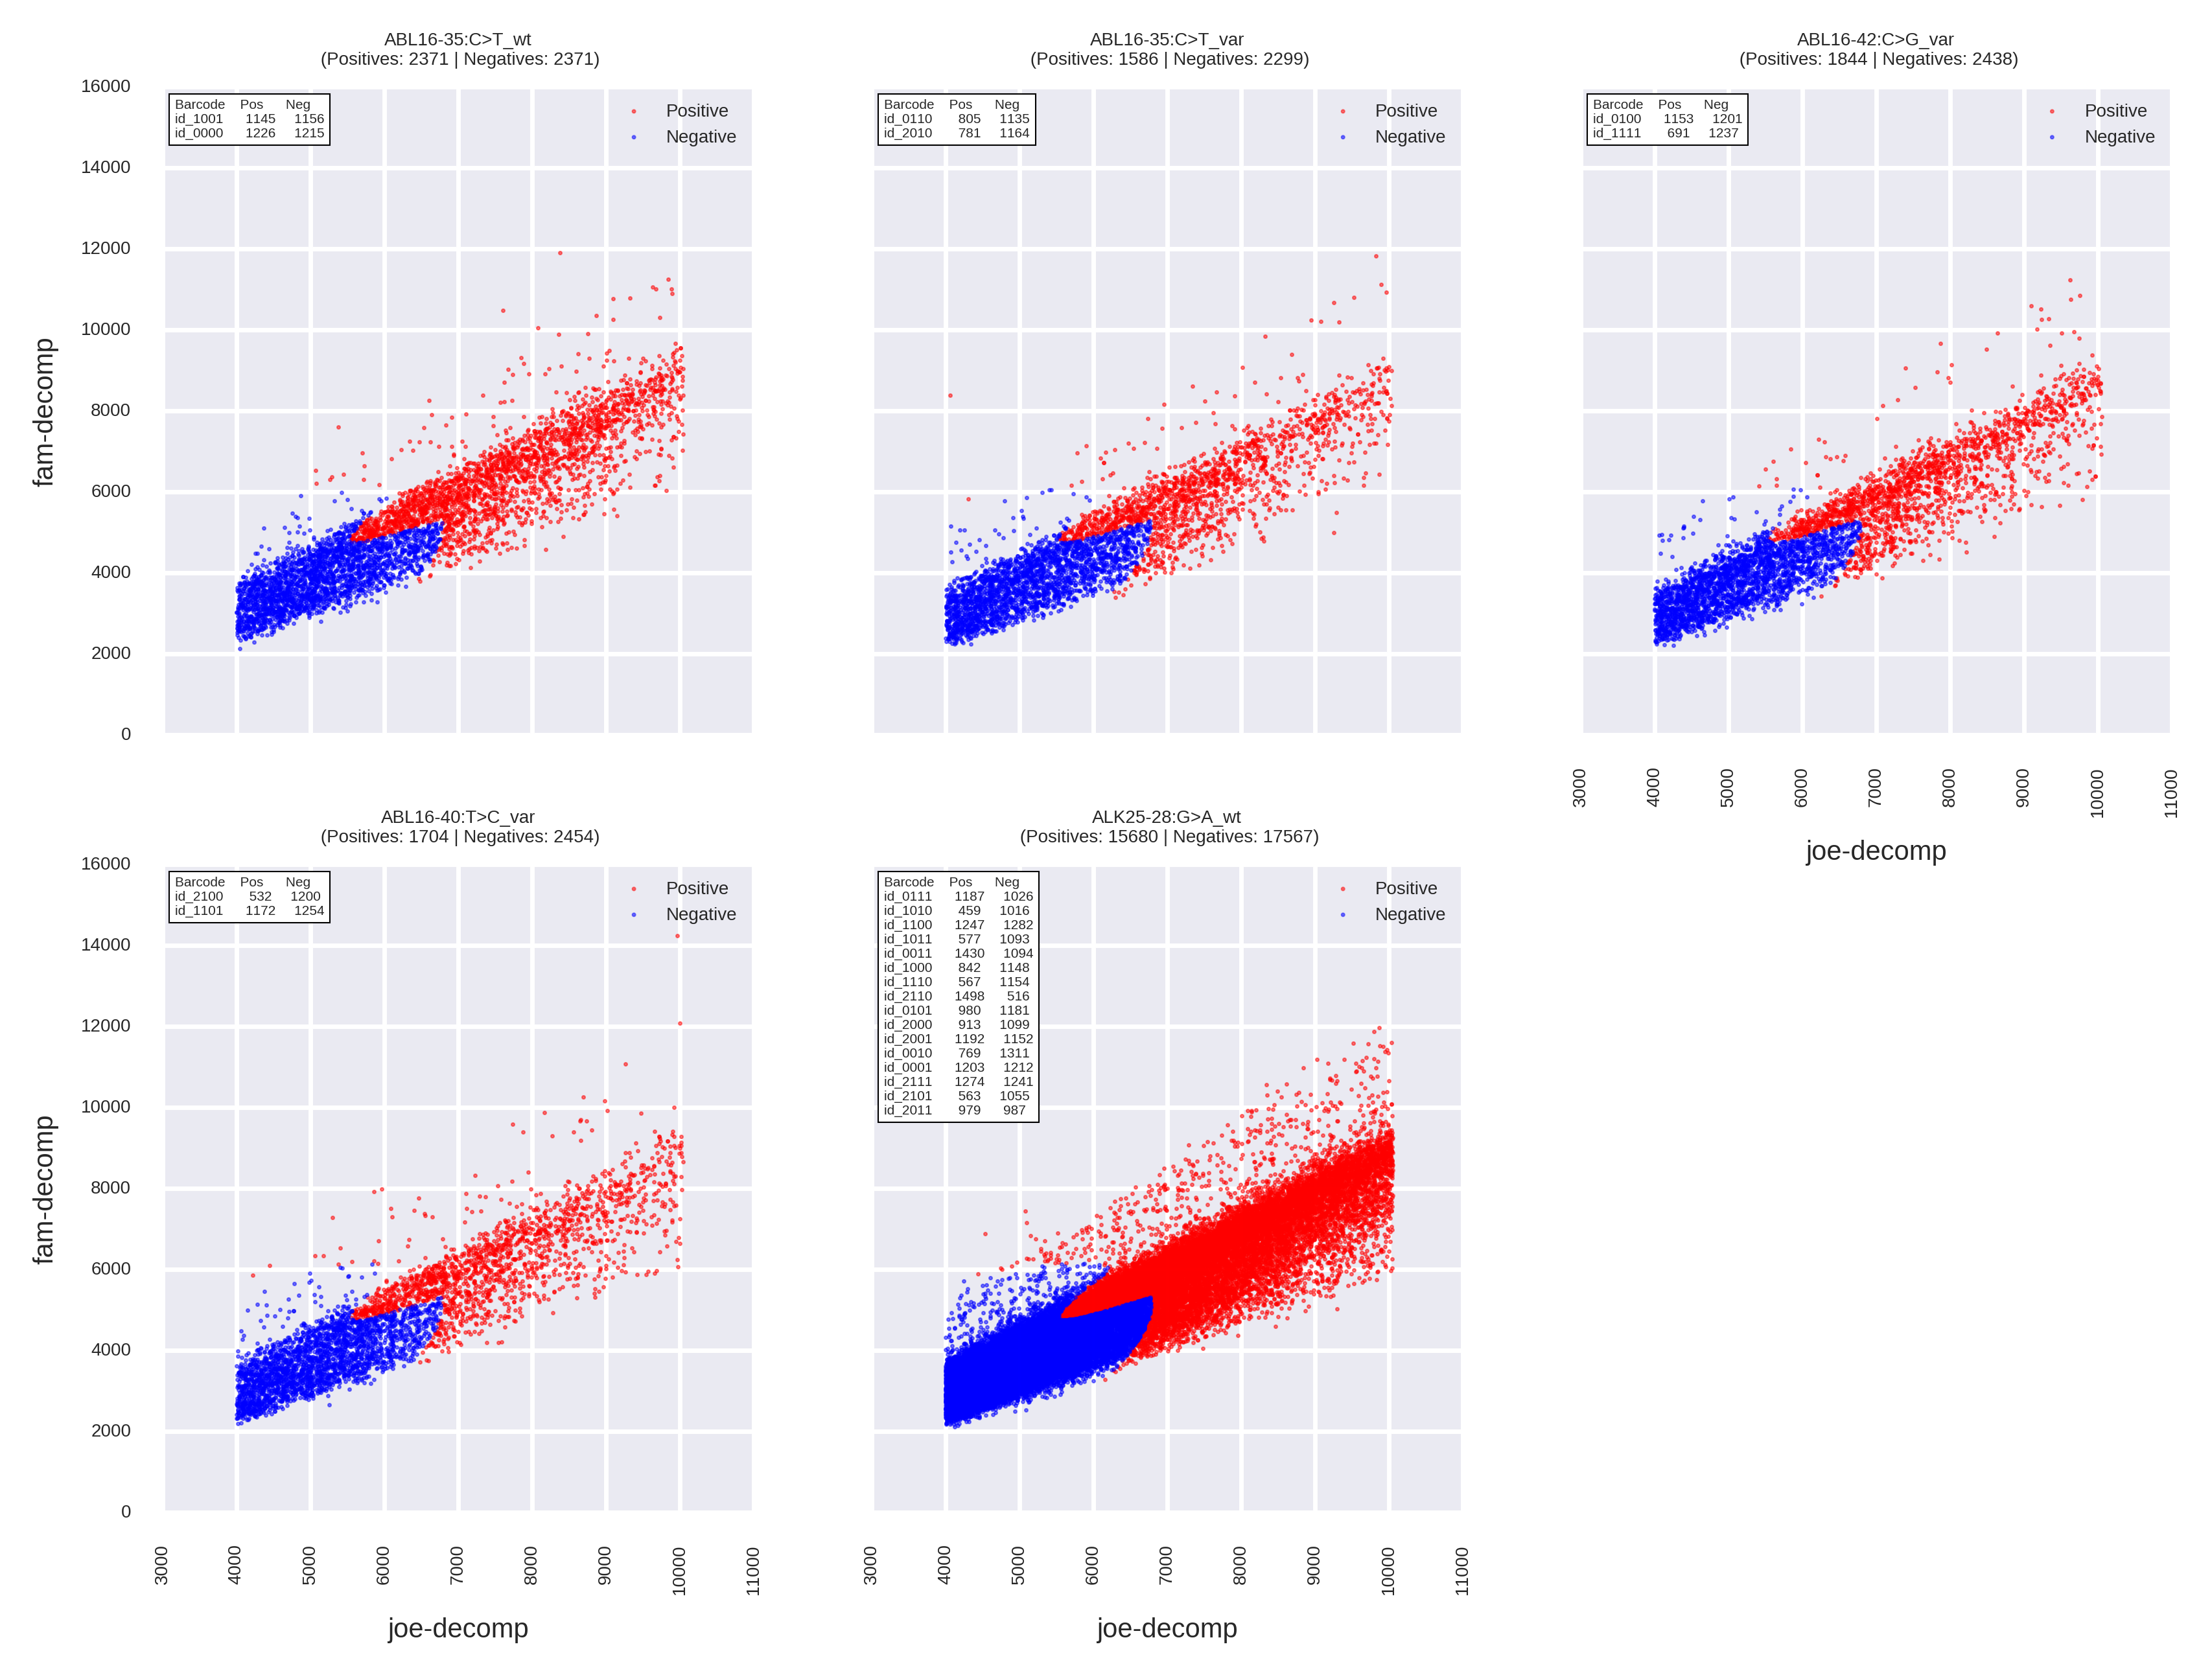 ABL16-35:C>T_wt
(Positives: 2371 | Negatives: 2371)
Barcode Pos Neg
id_1001 1145 1156
id_0000 1226 1215
Positive
Negative
16000
14000
12000
10000
8000
6000
4000
2000
0
fam-decomp
ABL16-35:C>T_var
(Positives: 1586 | Negatives: 2299)
Barcode Pos Neg
id_0110 805 1135
id_2010 781 1164
Positive
Negative
ABL16-42:C>G_var
(Positives: 1844 | Negatives: 2438)
Barcode Pos Neg
id_0100 1153 1201
id_1111 691 1237
Positive
Negative
3000 4000 5000 6000 7000 8000 9000 10000 11000
joe-decomp
ABL16-40:T>C_var
(Positives: 1704 | Negatives: 2454)
Barcode Pos Neg
id_2100 532 1200
id_1101 1172 1254
Positive
Negative
16000
14000
12000
10000
8000
6000
4000
2000
0
fam-decomp
3000 4000 5000 6000 7000 8000 9000 10000 11000
joe-decomp
ALK25-28:G>A_wt
(Positives: 15680 | Negatives: 17567)
Barcode Pos Neg
id_0111 1187 1026
id_1010 459 1016
id_1100 1247 1282
id_1011 577 1093
id_0011 1430 1094
id_1000 842 1148
id_1110 567 1154
id_2110 1498 516
id_0101 980 1181
id_2000 913 1099
id_2001 1192 1152
id_0010 769 1311
id_0001 1203 1212
id_2111 1274 1241
id_2101 563 1055
id_2011 979 987
Positive
Negative
3000 4000 5000 6000 7000 8000 9000 10000 11000
joe-decomp